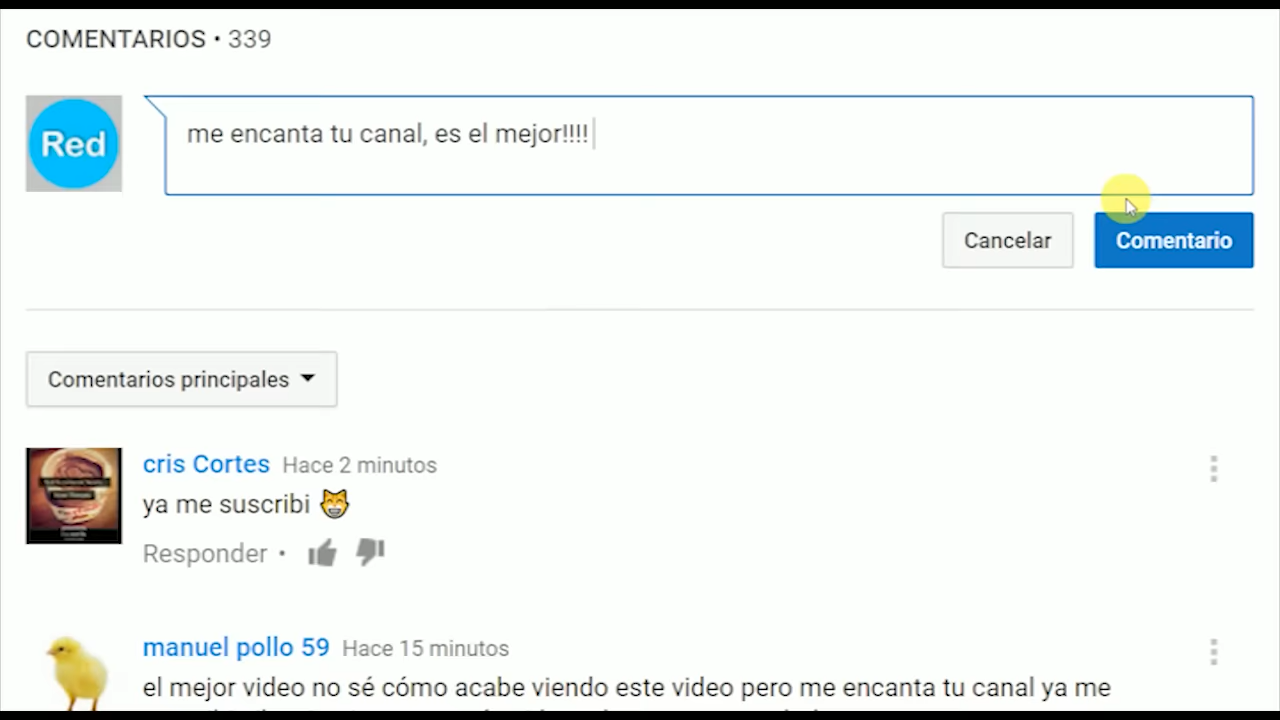 COMENTARIOS • 339
Red
me encanta tu canal, es el mejor!!!!
Cancelar
Comentario
Comentarios principales
cris Cortes Hace 2 minutos
ya me suscribi 😸
Responder •
manuel pollo 59 Hace 15 minutos
el mejor video no sé cómo acabe viendo este video pero me encanta tu canal ya me